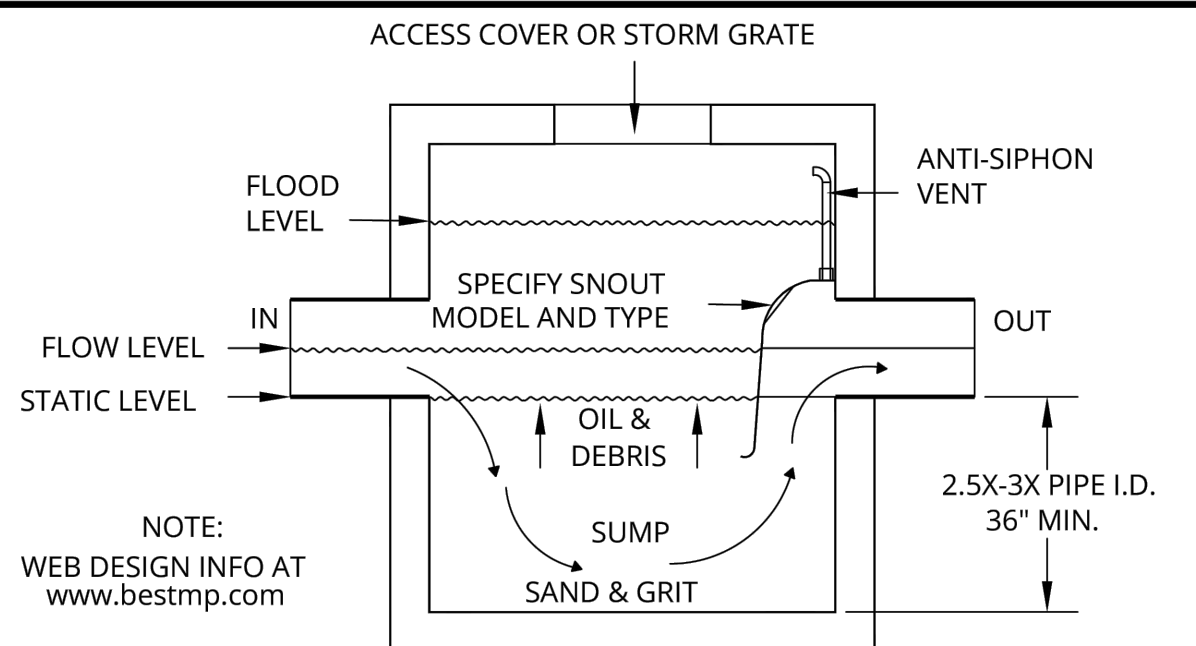 ACCESS COVER OR STORM GRATE
ANTI-SIPHON
VENT
FLOOD
LEVEL
SPECIFY SNOUT
MODEL AND TYPE
IN
OUT
FLOW LEVEL
STATIC LEVEL
OIL &
DEBRIS
2.5X-3X PIPE I.D.
36" MIN.
SUMP
SAND & GRIT
NOTE:
WEB DESIGN INFO AT
www.bestmp.com